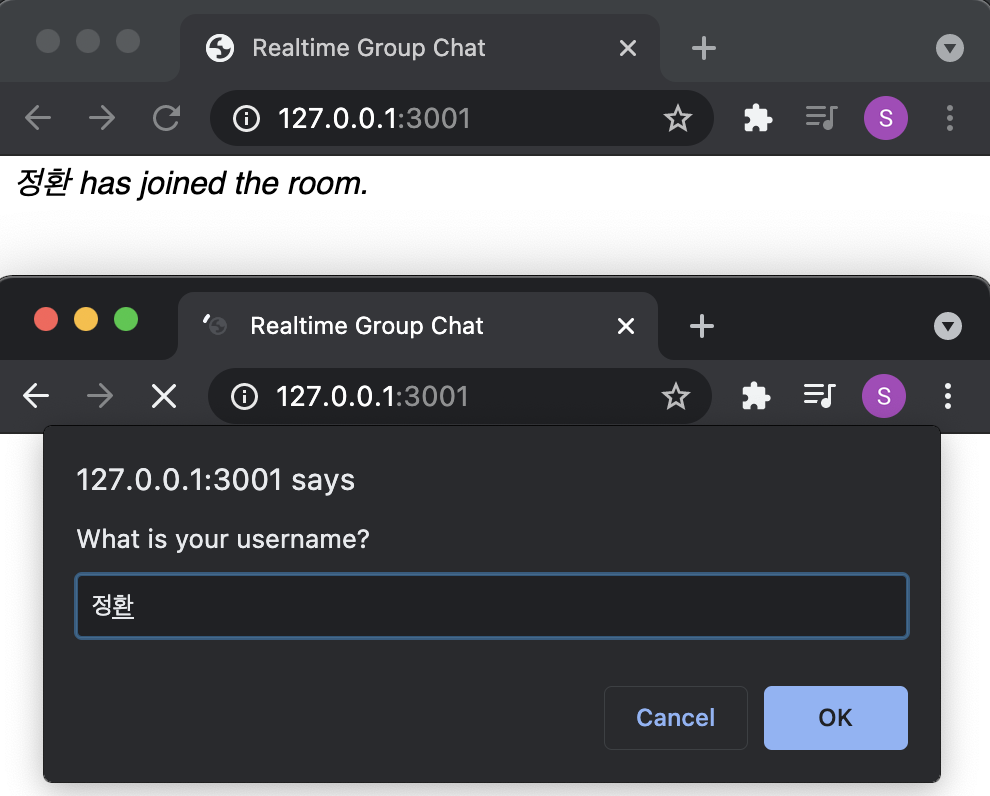 Realtime Group Chat
127.0.0.1:3001
S
정환 has joined the room.
Realtime Group Chat
127.0.0.1:3001
S
127.0.0.1:3001 says
What is your username?
정환
Cancel
OK